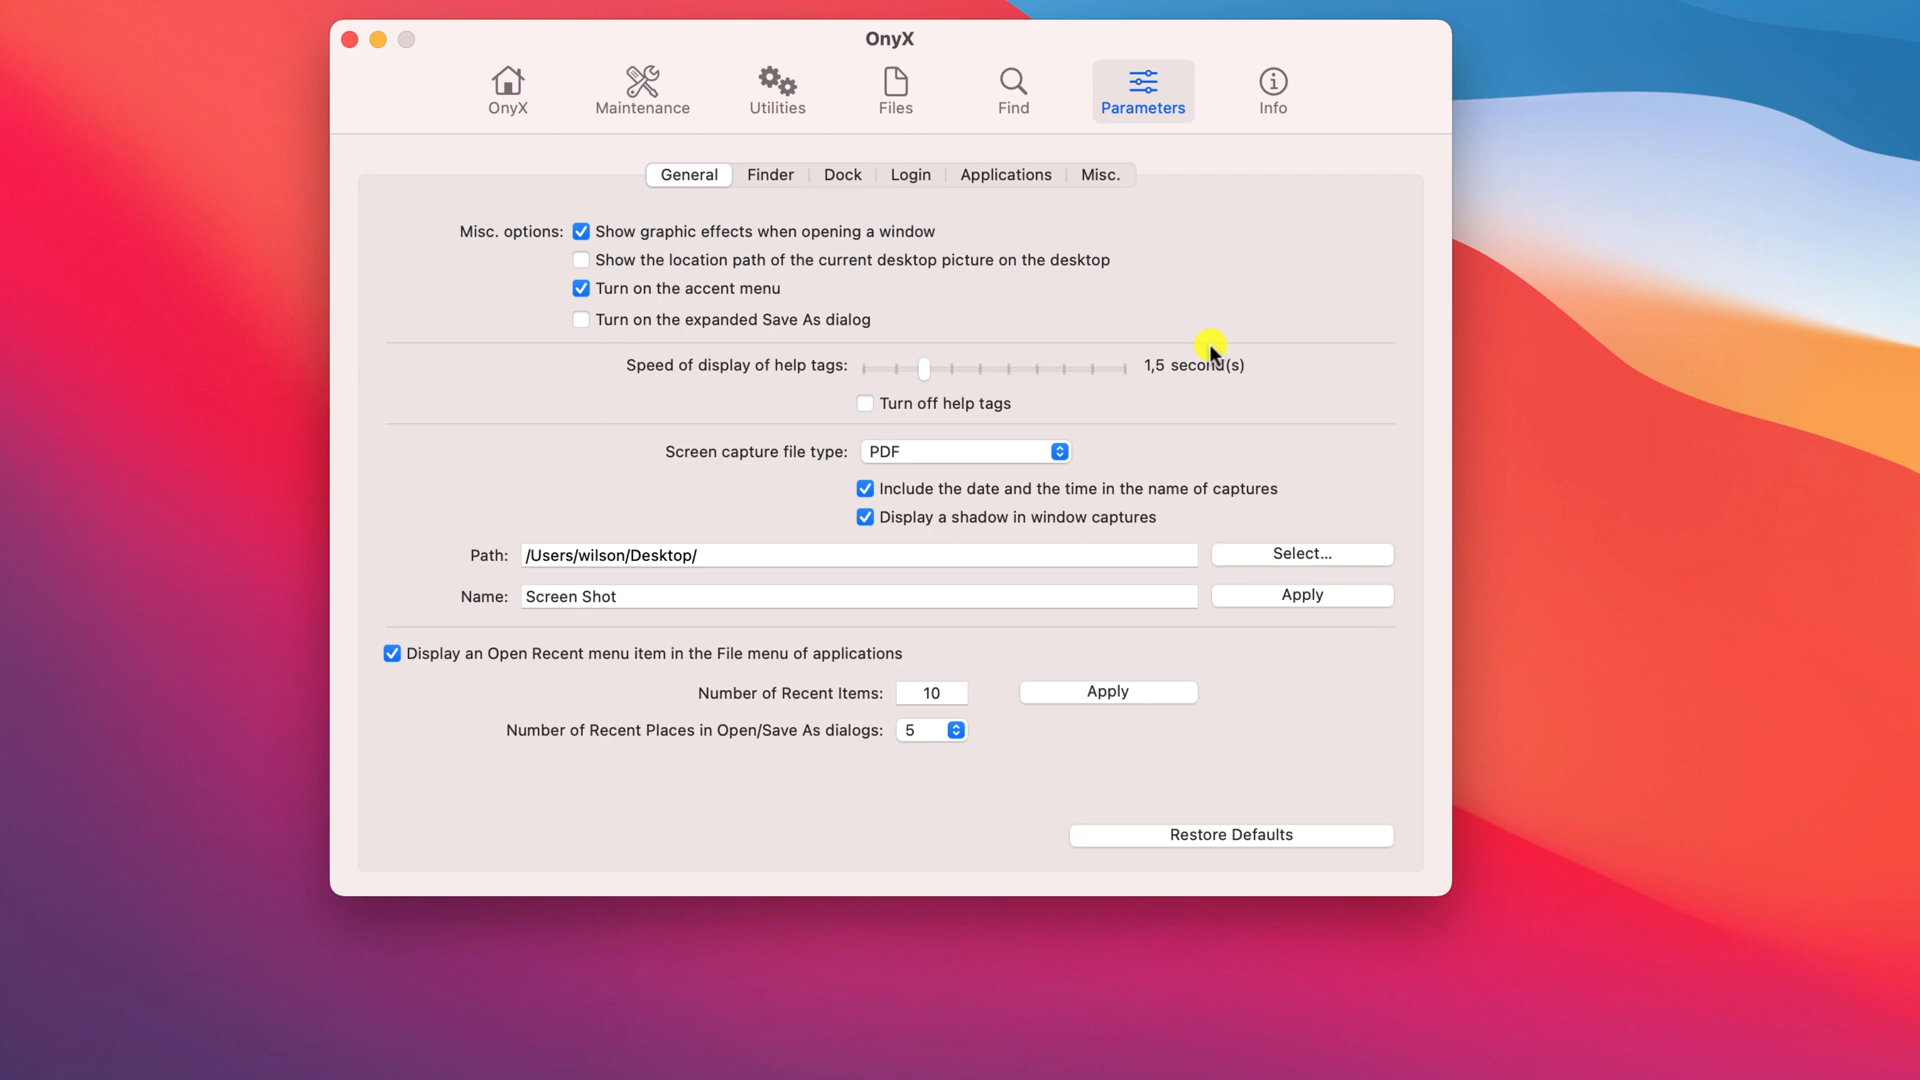 OnyX
OnyX Maintenance Utilities Files Find Parameters Info
General Finder Dock Login Applications Misc.
Misc. options: Show graphic effects when opening a window
Show the location path of the current desktop picture on the desktop
Turn on the accent menu
Turn on the expanded Save As dialog
Speed of display of help tags: 1,5 second(s)
Turn off help tags
Screen capture file type: PDF
Include the date and the time in the name of captures
Display a shadow in window captures
Path: /Users/wilson/Desktop/ Select...
Name: Screen Shot Apply
Display an Open Recent menu item in the File menu of applications
Number of Recent Items: 10 Apply
Number of Recent Places in Open/Save As dialogs: 5
Restore Defaults